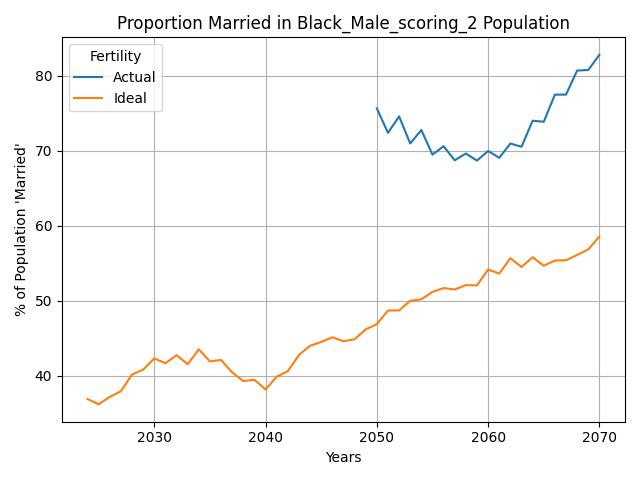 Proportion Married in Black_Male_scoring_2 Population
Fertility
Actual
Ideal
% of Population 'Married'
80
70
60
50
40
2030
2040
2050
2060
2070
Years